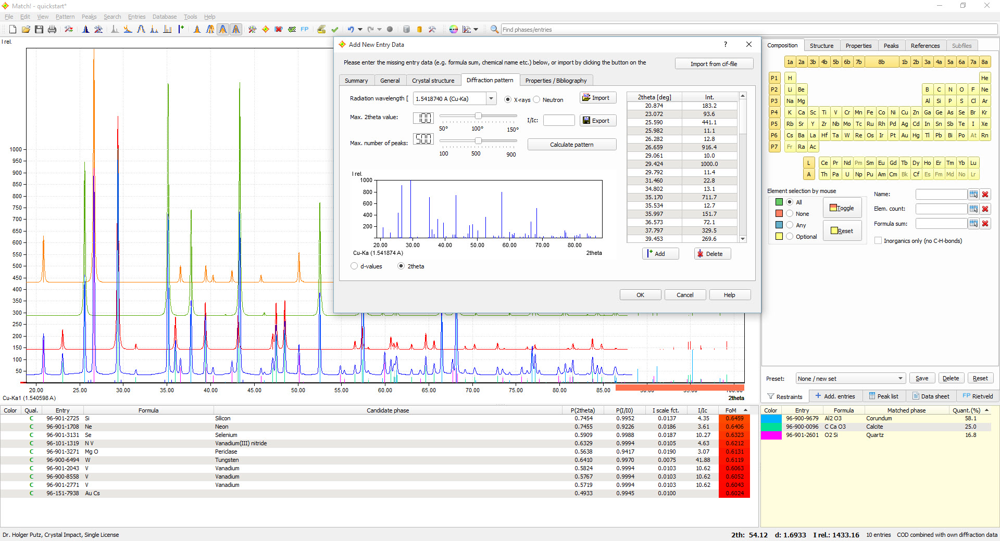 Match! - quickstart*
File Edit View Pattern Peaks Search Entries Database Tools Help
FP Find phases/entries
I rel.
1000
950
900
850
800
750
700
650
600
550
500
450
400
350
300
250
200
150
100
50
20.00 25.00 30.00 35.00 40.00 45.00 50.00 55.00 60.00 65.00 70.00 75.00 80.00 85.00
Cu-Ka1 (1.540598 A) 2theta
Add New Entry Data ?
Please enter the missing entry data (e.g. formula sum, chemical name etc.) below, or import by clicking the button on the
Import from cif-file
Summary General Crystal structure Diffraction pattern Properties / Bibliography
Radiation wavelength [ 1.5418740 A (Cu-Ka) X-rays Neutron Import
Max. 2theta value: 100 50° 100° 150° I/Ic: Export
Max. number of peaks: 500 100 500 900 Calculate pattern
I rel.
1000
800
600
400
200
20.00 30.00 40.00 50.00 60.00 70.00 80.00
Cu-Ka (1.541874 A) 2theta
d-values 2theta
2theta [deg] Int.
20.874 183.2
23.072 93.6
25.590 441.1
25.982 11.1
26.282 12.8
26.659 916.4
29.061 10.0
29.424 1000.0
29.792 11.4
31.460 22.8
34.802 13.1
35.170 711.7
35.534 12.7
35.997 151.7
36.573 72.1
37.797 329.5
39.453 269.6
Add Delete
OK Cancel Help
Composition Structure Properties Peaks References Subfiles
1a 2a 3b 4b 5b 6b 7b 8b 1b 2b 3a 4a 5a 6a 7a 8a
P1 H He
P2 Li Be B C N O F Ne
P3 Na Mg Al Si P S Cl Ar
P4 K Ca Sc Ti V Cr Mn Fe Co Ni Cu Zn Ga Ge As Se Br Kr
P5 Rb Sr Y Zr Nb Mo Tc Ru Rh Pd Ag Cd In Sn Sb Te I Xe
P6 Cs Ba La Hf Ta W Re Os Ir Pt Au Hg Tl Pb Bi Po At Rn
P7 Fr Ra Ac
L Ce Pr Nd Pm Sm Eu Gd Tb Dy Ho Er Tm Yb Lu
A Th Pa U Np Pu Am Cm Bk Cf Es Fm Md No Lr
Element selection by mouse
All
None
Any
Optional
Toggle
Reset
Name:
Elem. count:
Formula sum:
Inorganics only (no C-H-bonds)
Preset: None / new set Save Delete Reset
Restraints Add. entries Peak list Data sheet FP Rietveld
Color Qual. Entry Formula Candidate phase P(2theta) P(I/I0) I scale fct. I/Ic FoM
C 96-901-2725 Si Silicon 0.7454 0.9952 0.0137 4.35 0.6459
C 96-901-1708 Ne Neon 0.7455 0.9226 0.0186 3.61 0.6406
C 96-901-3131 Se Selenium 0.5909 0.9988 0.0187 10.27 0.6323
C 96-101-1319 N V Vanadium(III) nitride 0.6329 0.9994 0.0105 4.63 0.6212
C 96-901-3271 Mg O Periclase 0.5638 0.9417 0.0190 3.07 0.6131
C 96-900-6494 W Tungsten 0.6410 0.9970 0.0075 41.88 0.6119
C 96-901-2043 V Vanadium 0.5824 0.9994 0.0103 10.62 0.6063
C 96-900-8558 V Vanadium 0.5767 0.9994 0.0103 10.62 0.6052
C 96-901-2771 V Vanadium 0.5719 0.9994 0.0103 10.62 0.6043
C 96-151-7938 Au Cs 0.4933 0.9945 0.0100 0.6024
Color Entry Formula Matched phase Quant.(%)
96-900-9679 Al2 O3 Corundum 58.1
96-900-0096 C Ca O3 Calcite 25.0
96-901-2601 O2 Si Quartz 16.8
Dr. Holger Putz, Crystal Impact, Single License
2th: 54.12 d: 1.6933 I rel.: 1433.16 10 entries COD combined with own diffraction data